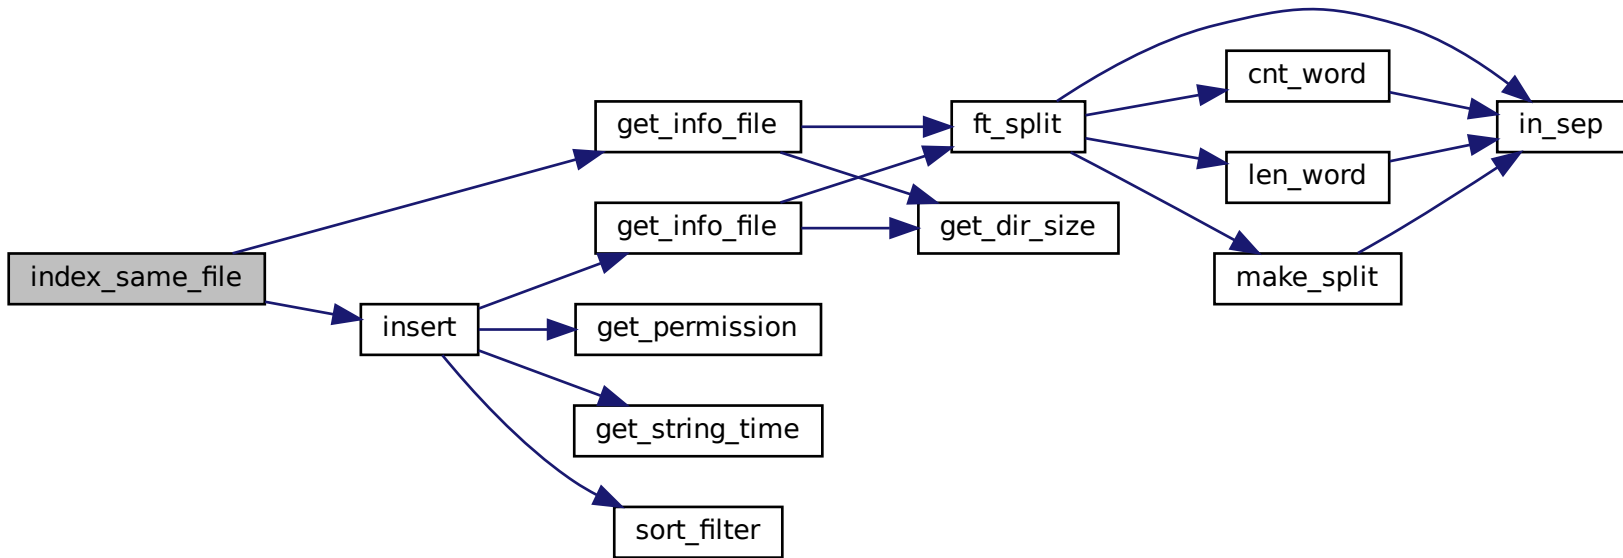 cnt_word
get_info_file
ft_split
in_sep
len_word
get_info_file
get_dir_size
index_same_file
make_split
insert
get_permission
get_string_time
sort_filter